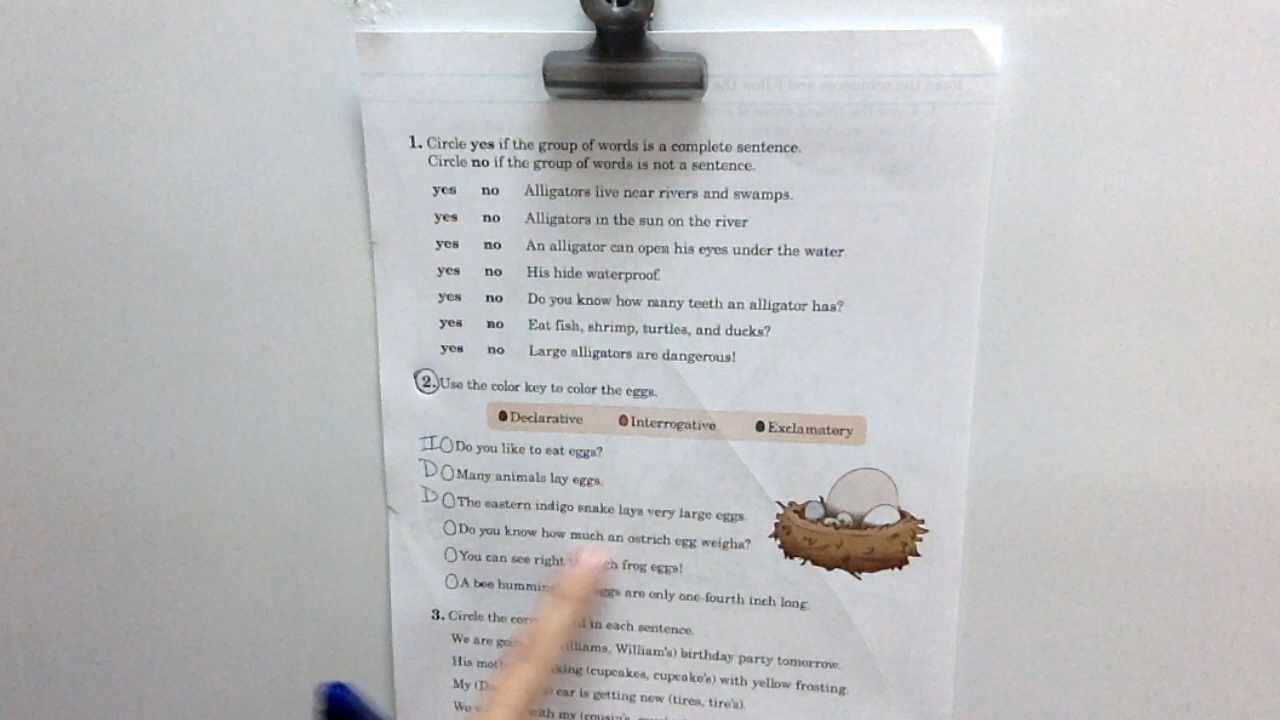 1. Circle yes if the group of words is a complete sentence.
Circle no if the group of words is not a sentence.
yes no Alligators live near rivers and swamps.
yes no Alligators in the sun on the river
yes no An alligator can open his eyes under the water.
yes no His hide waterproof.
yes no Do you know how many teeth an alligator has?
yes no Eat fish, shrimp, turtles, and ducks?
yes no Large alligators are dangerous!
2. Use the color key to color the eggs.
Declarative Interrogative Exclamatory
I Do you like to eat eggs?
D Many animals lay eggs.
D The eastern indigo snake lays very large eggs.
Do you know how much an ostrich egg weighs?
You can see right frog eggs!
A bee are only one-fourth inch long.
3. Circle the in each sentence.
We are William's) birthday party tomorrow.
His (cupcakes, cupcake's) with yellow frosting.
My car is getting new (tires, tire's).
with my (cousin's,